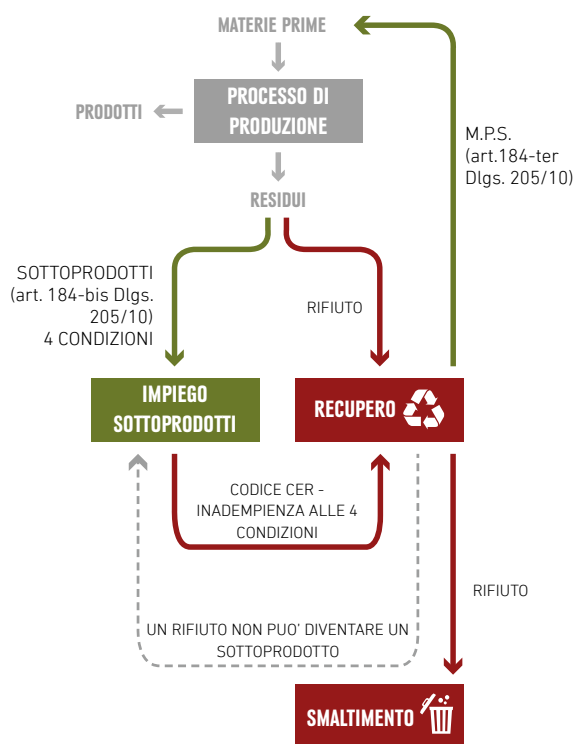 MATERIE PRIME
PROCESSO DI
PRODUZIONE
PRODOTTI
M.P.S.
(art.184-ter
Dlgs. 205/10)
RESIDUI
SOTTOPRODOTTI
(art. 184-bis Dlgs.
205/10)
4 CONDIZIONI
RIFIUTO
IMPIEGO
SOTTOPRODOTTI
RECUPERO
CODICE CER -
INADEMPIENZA ALLE 4
CONDIZIONI
RIFIUTO
UN RIFIUTO NON PUO' DIVENTARE UN
SOTTOPRODOTTO
SMALTIMENTO